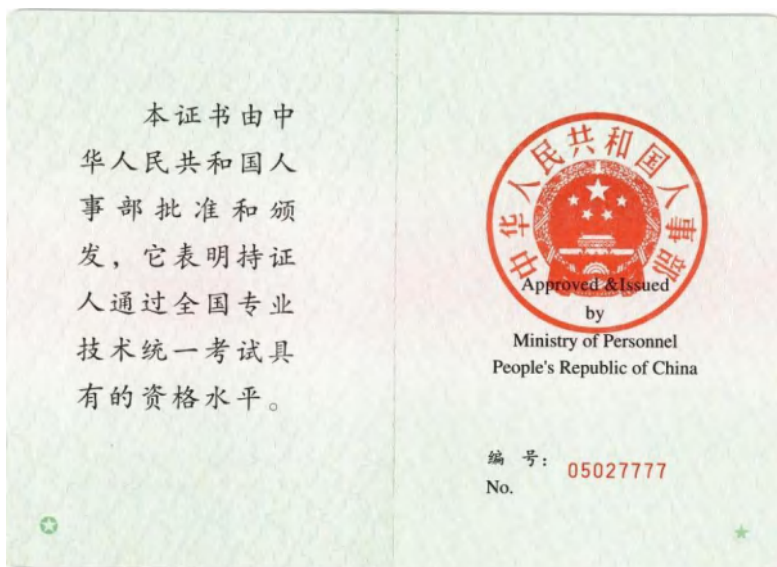 本证书由中
华人民共和国人
事部批准和颁
发，它表明持证
人通过全国专业
技术统一考试具
有的资格水平。
中华人民共和国人事部
Approved &Issued
by
Ministry of Personnel
People's Republic of China
编 号： 05027777
No.